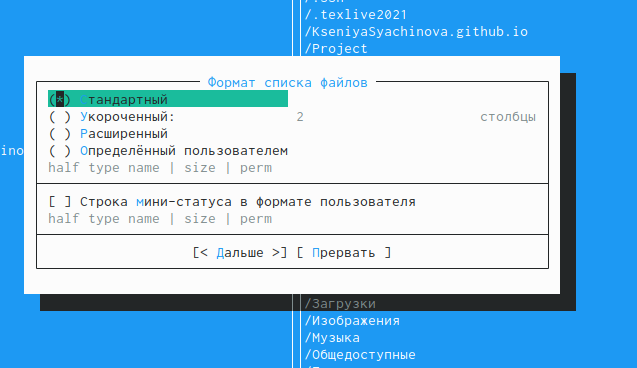 /.texlive2021
/KseniyaSyachinova.github.io
/Project
Формат списка файлов
(*) Стандартный
( ) Укороченный: 2 столбцы
( ) Расширенный
ino
( ) Определённый пользователем
half type name | size | perm
[ ] Строка мини-статуса в формате пользователя
half type name | size | perm
[< Дальше >] [ Прервать ]
/Загрузки
/Изображения
/Музыка
/Общедоступные